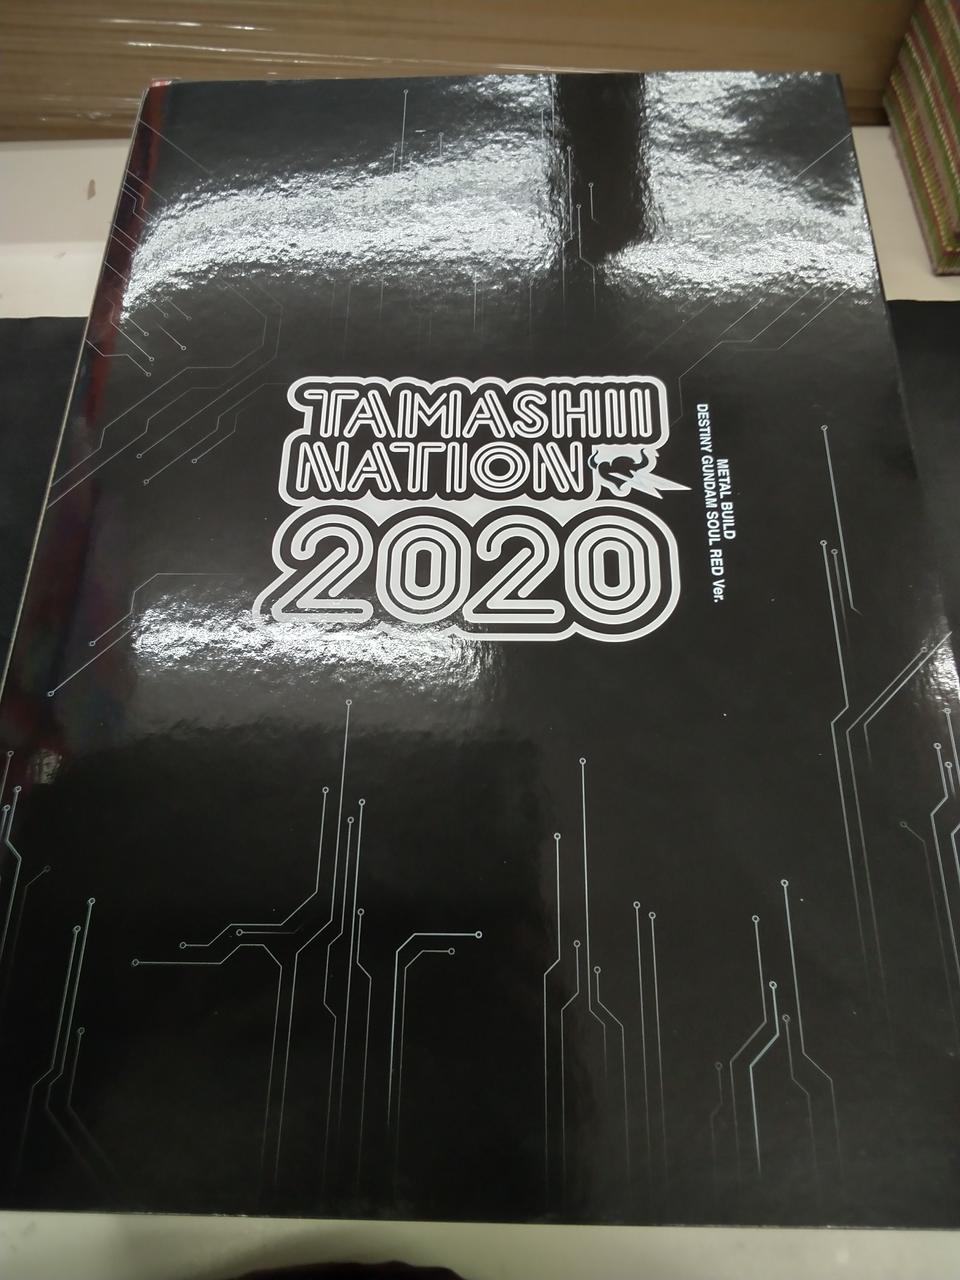 TAMASHII
NATION
2020
METAL BUILD
DESTINY GUNDAM SOUL RED Ver.